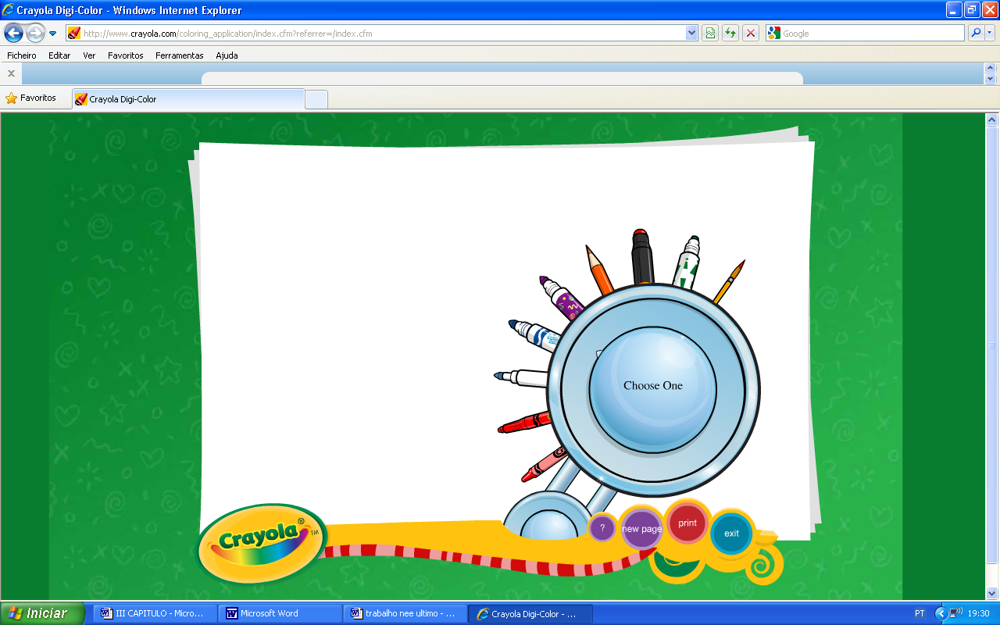 Crayola Digi-Color - Windows Internet Explorer
http://www.crayola.com/coloring_application/index.cfm?referrer=/index.cfm
Google
Ficheiro Editar Ver Favoritos Ferramentas Ajuda
x
Favoritos
Crayola Digi-Color
Choose One
Crayola® TM
?
new page
print
exit
Iniciar
III CAPITULO - Micro...
Microsoft Word
trabalho nee ultimo - ...
Crayola Digi-Color - ...
PT
19:30